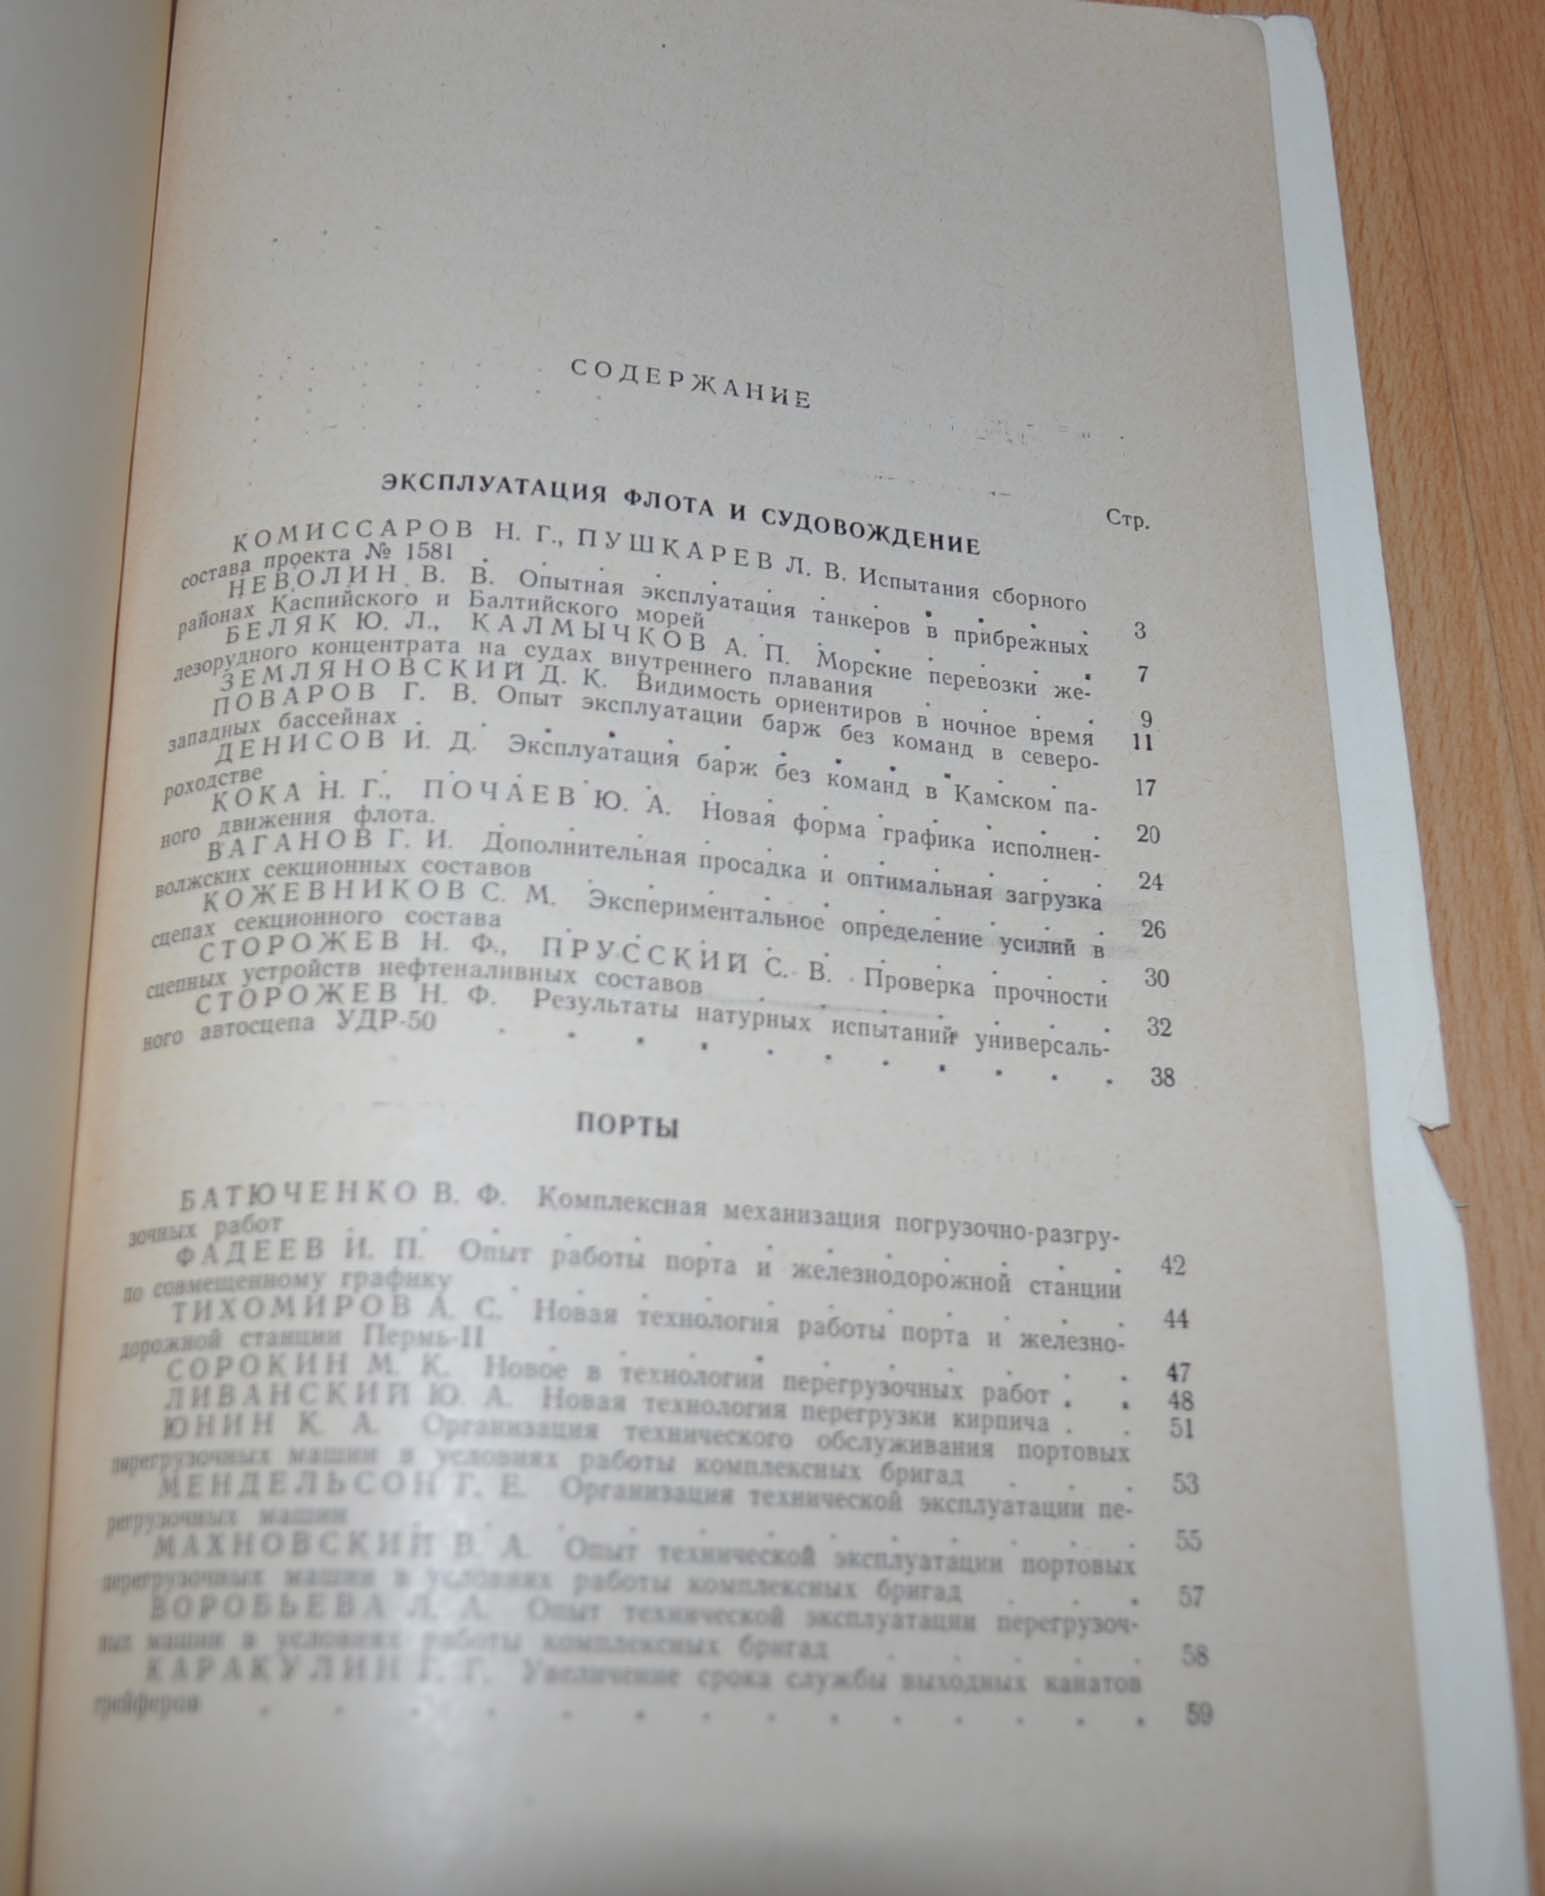 СОДЕРЖАНИЕ
Стр.
ЭКСПЛУАТАЦИЯ ФЛОТА И СУДОВОЖДЕНИЕ
КОМИССАРОВ Н. Г., ПУШКАРЕВ Л. В. Испытания сборного
состава проекта № 1581 . . . . . . . . . . 3
НЕВОЛИН В. В. Опытная эксплуатация танкеров в прибрежных
районах Каспийского и Балтийского морей . . . . . . 7
БЕЛЯК Ю. Л., КАЛМЫЧКОВ А. П. Морские перевозки же-
лезорудного концентрата на судах внутреннего плавания . . . . 9
ЗЕМЛЯНОВСКИЙ Д. К. Видимость ориентиров в ночное время 11
ПОВАРОВ Г. В. Опыт эксплуатации барж без команд в северо-
западных бассейнах . . . . . . . . . . . 17
ДЕНИСОВ И. Д. Эксплуатация барж без команд в Камском па-
роходстве . . . . . . . . . . . . . 20
КОКА Н. Г., ПОЧАЕВ Ю. А. Новая форма графика исполнен-
ного движения флота. . . . . . . . . . . 24
ВАГАНОВ Г. И. Дополнительная просадка и оптимальная загрузка
волжских секционных составов . . . . . . . . . 26
КОЖЕВНИКОВ С. М. Экспериментальное определение усилий в
сцепах секционного состава . . . . . . . . . 30
СТОРОЖЕВ Н. Ф., ПРУССКИЙ С. В. Проверка прочности
сцепных устройств нефтеналивных составов . . . . . . 32
СТОРОЖЕВ Н. Ф. Результаты натурных испытаний универсаль-
ного автосцепа УДР-50 . . . . . . . . . . 38
ПОРТЫ
БАТЮЧЕНКО В. Ф. Комплексная механизация погрузочно-разгру-
зочных работ . . . . . . . . . . . . 42
ФАДЕЕВ И. П. Опыт работы порта и железнодорожной станции
по совмещенному графику . . . . . . . . . . 44
ТИХОМИРОВ А. С. Новая технология работы порта и железно-
дорожной станции Пермь-II . . . . . . . . . 47
СОРОКИН М. К. Новое в технологии перегрузочных работ . . 48
ЛИВАНСКИЙ Ю. А. Новая технология перегрузки кирпича . . 51
ЮНИН К. А. Организация технического обслуживания портовых
перегрузочных машин в условиях работы комплексных бригад . . . 53
МЕНДЕЛЬСОН Г. Е. Организация технической эксплуатации пе-
регрузочных машин . . . . . . . . . . . 55
МАХНОВСКИЙ В. А. Опыт технической эксплуатации портовых
перегрузочных машин в условиях работы комплексных бригад . . . 57
ВОРОБЬЕВА Л. А. Опыт технической эксплуатации перегрузоч-
ных машин в условиях работы комплексных бригад . . . . . 58
КАРАКУЛИН Г. Г. Увеличение срока службы выходных канатов
грейферов . . . . . . . . . . . . . . 59